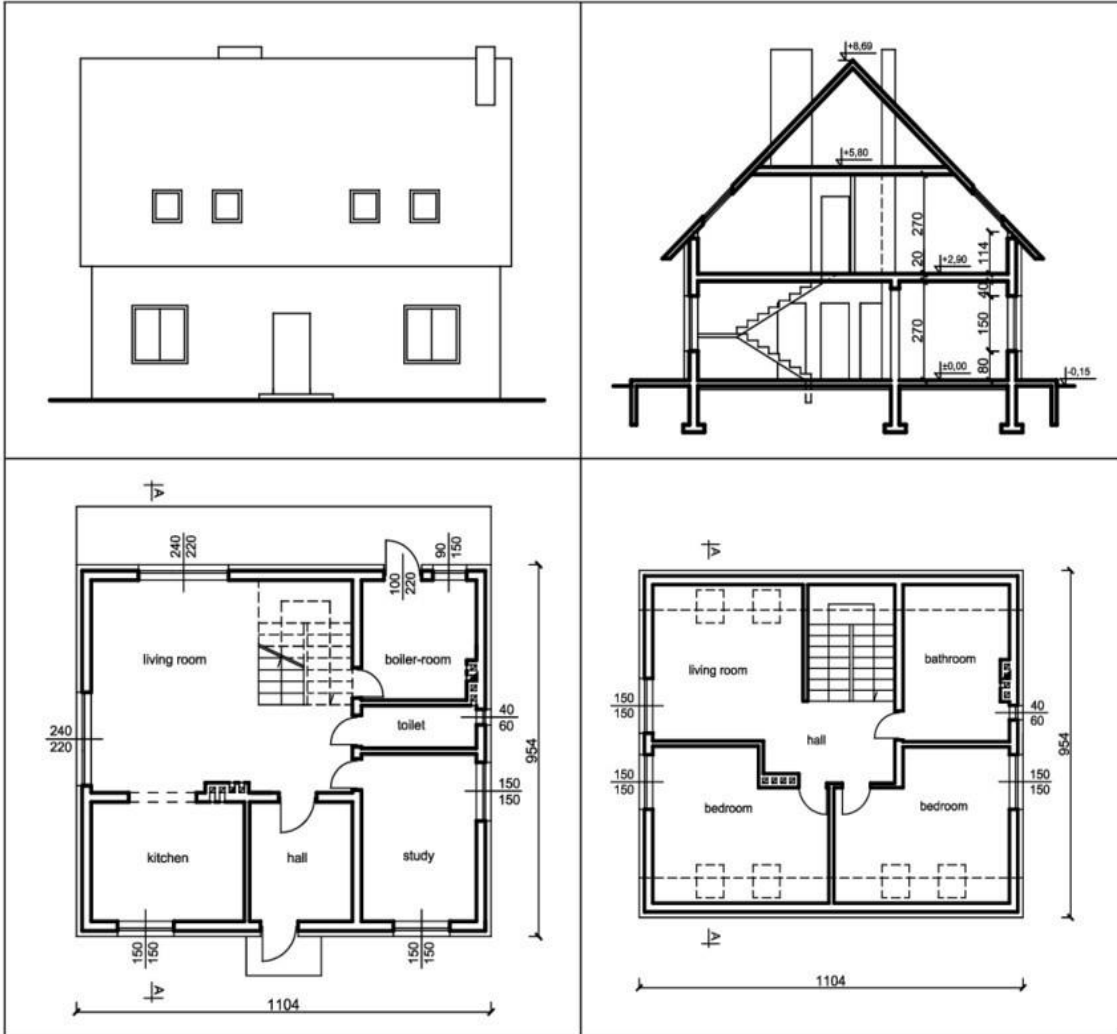 +8,69
+5,80
270
20
114
+2,90
40
270
150
80
±0,00
-0,15
A
240
220
90
150
100
220
living room
boiler-room
toilet
40
60
240
220
150
150
954
kitchen
hall
study
150
150
150
150
A
1104
A
living room
bathroom
150
150
40
60
hall
954
150
150
150
150
bedroom
bedroom
A
1104